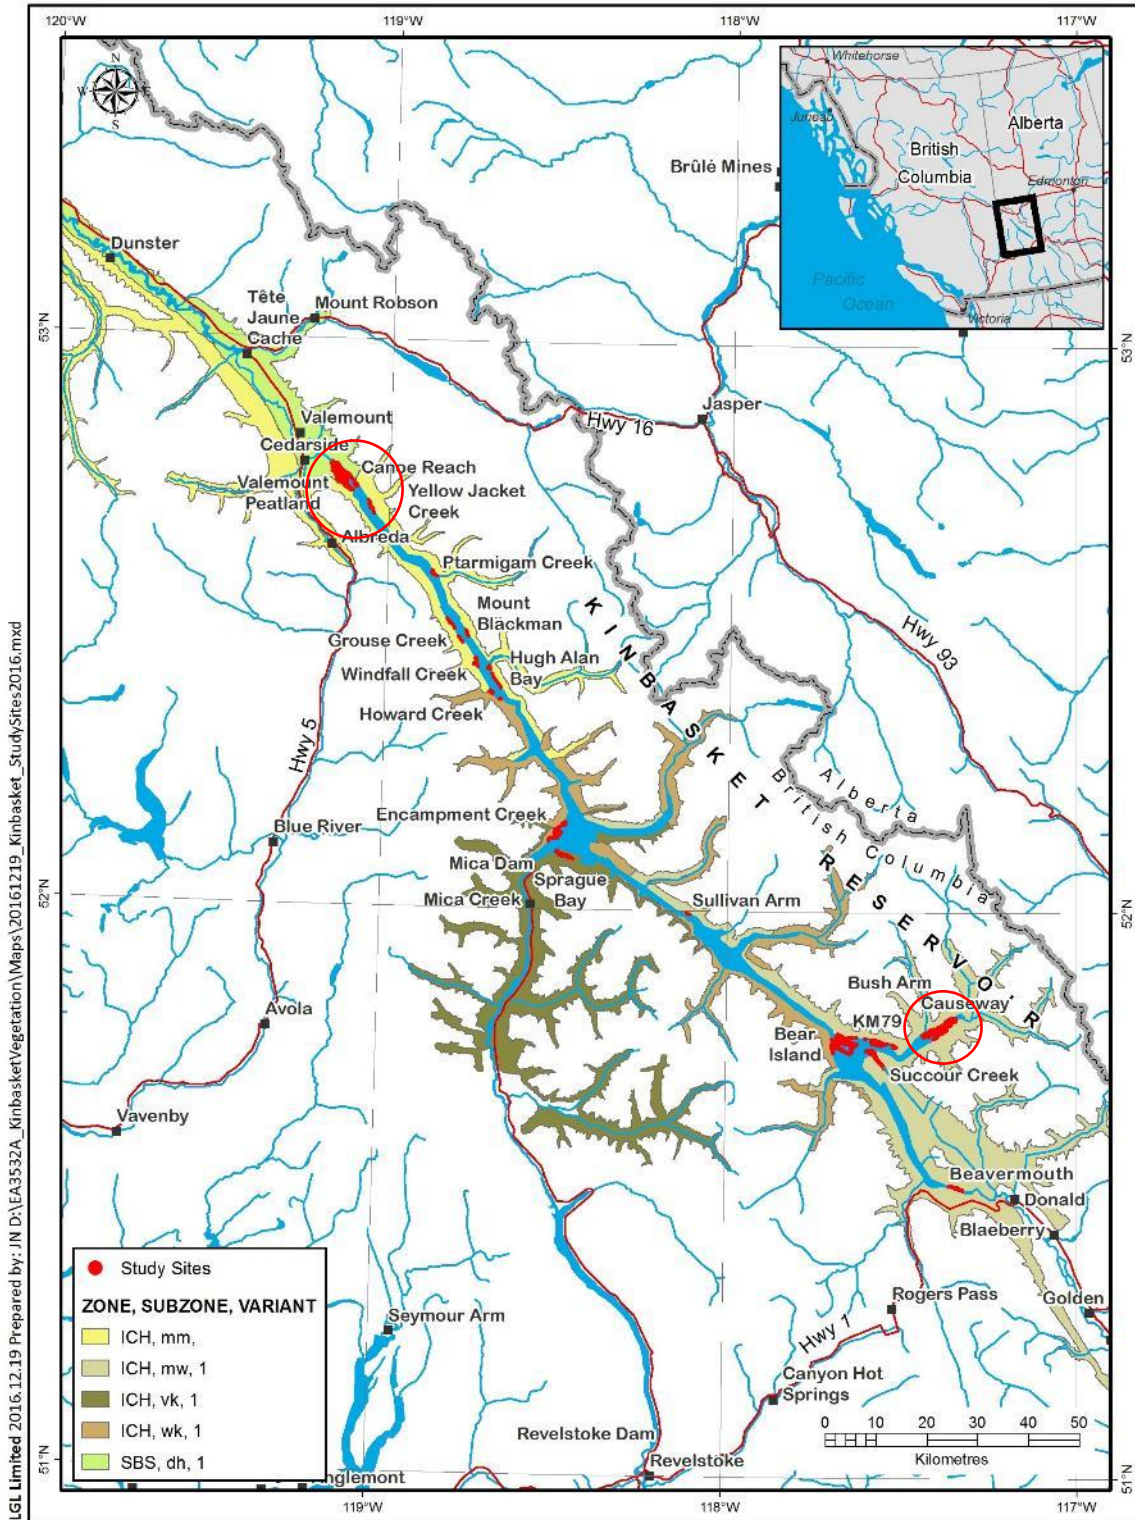 120°W
119°W
118°W
117°W
N
W
E
S
Whitehorse
Juneau
Alberta
British
Columbia
Edmonton
Pacific
Ocean
Victoria
Brûlé Mines
Dunster
Tête
Jaune
Cache
Mount Robson
53°N
53°N
Valemount
Jasper
Hwy 16
Cedarside
Canoe Reach
Valemount
Peatland
Yellow Jacket
Creek
Albreda
Ptarmigam Creek
Mount
Blackman
Grouse Creek
Hugh Alan
Bay
Windfall Creek
Howard Creek
Hwy 93
Hwy 5
KINBASKET RESERVOIR
Alberta
British Columbia
Encampment Creek
Blue River
Mica Dam
Sprague
Bay
Mica Creek
Sullivan Arm
52°N
52°N
Bush Arm
Causeway
KM79
Bear
Island
Succour Creek
Avola
Vavenby
Beavermouth
Donald
Blaeberry
Rogers Pass
Golden
Hwy 1
Seymour Arm
Canyon Hot
Springs
Revelstoke Dam
Revelstoke
Study Sites
ZONE, SUBZONE, VARIANT
ICH, mm,
ICH, mw, 1
ICH, vk, 1
ICH, wk, 1
SBS, dh, 1
0 5 10 20 30 40 50
Kilometres
51°N
51°N
119°W
118°W
117°W
LGL Limited 2016.12.19 Prepared by: JN D:\EA3532A_KinbasketVegetation\Maps\20161219_Kinbasket_StudySites2016.mxd